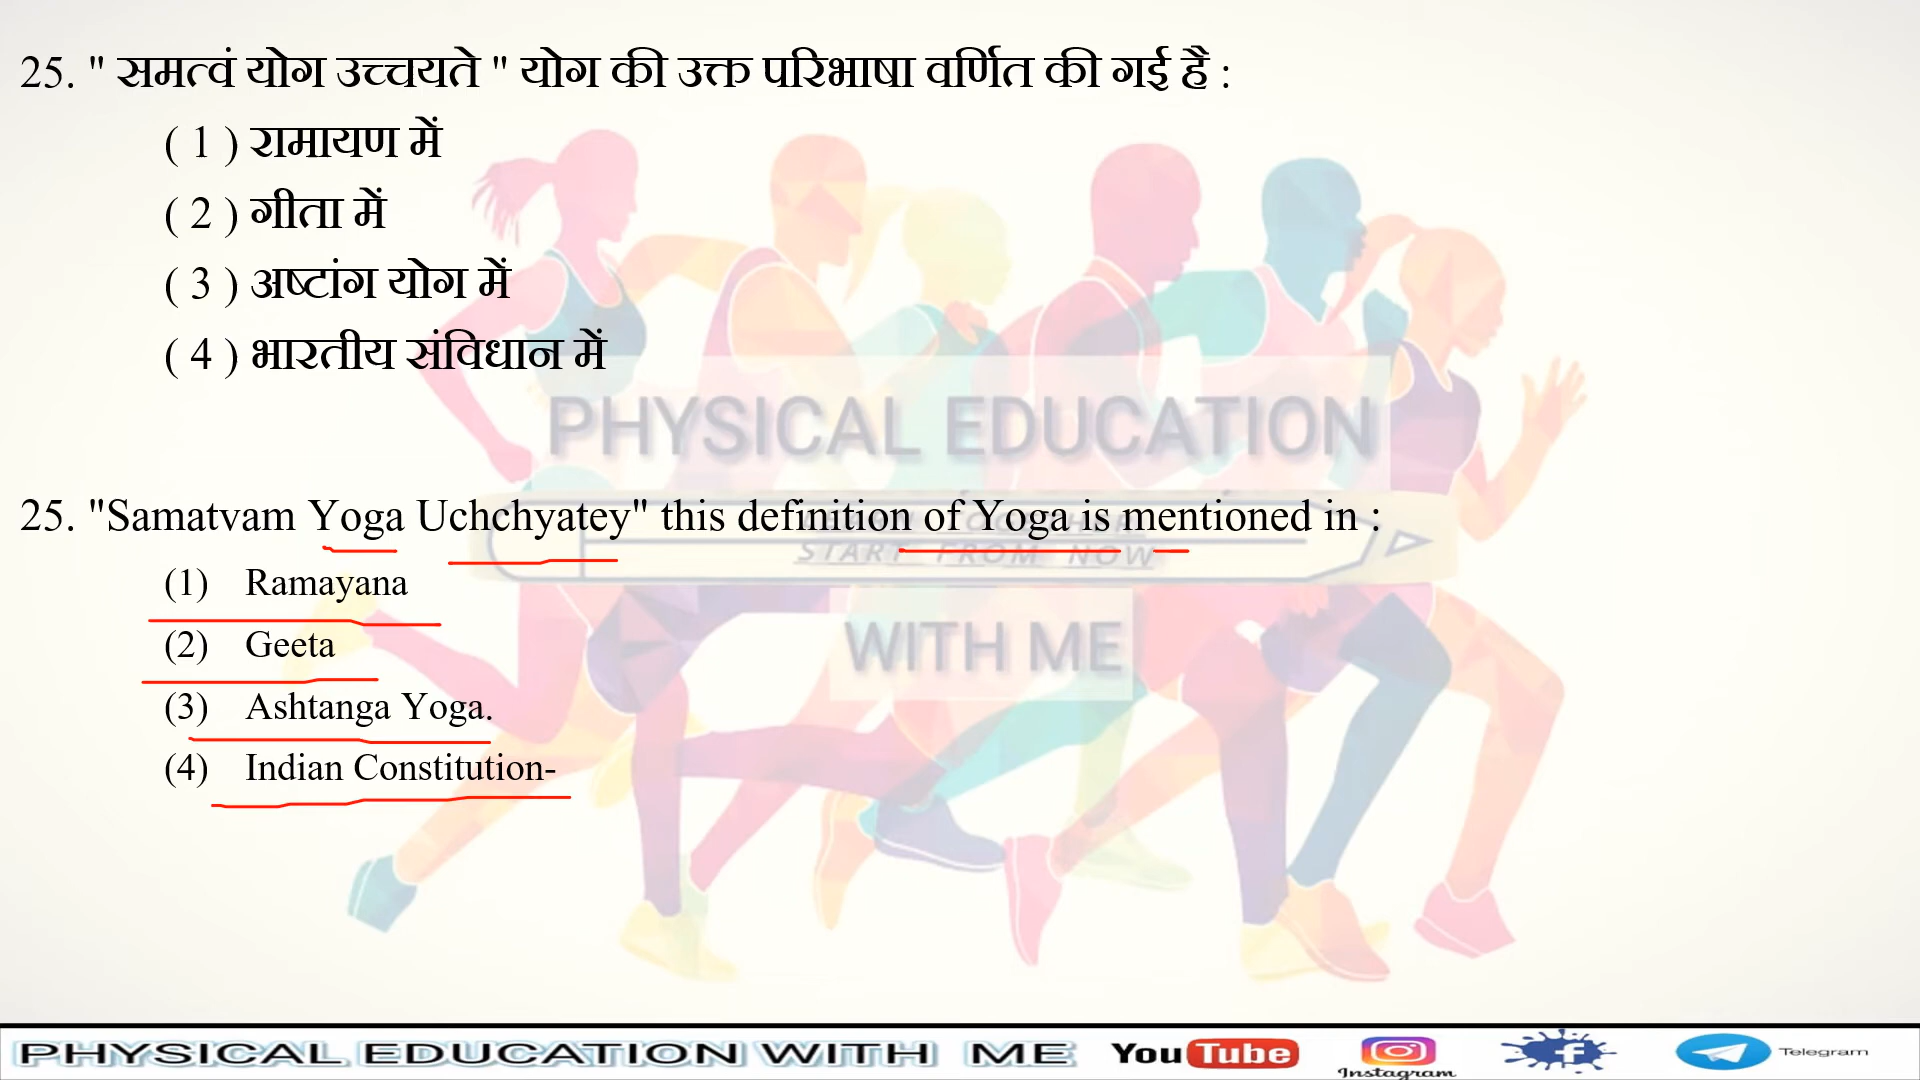 25. " समत्वं योग उच्चयते " योग की उक्त परिभाषा वर्णित की गई है :
( 1 ) रामायण में
( 2 ) गीता में
( 3 ) अष्टांग योग में
( 4 ) भारतीय संविधान में
PHYSICAL EDUCATION
25. "Samatvam Yoga Uchchyatey" this definition of Yoga is mentioned in :
START FROM NOW
(1) Ramayana
WITH ME
(2) Geeta
(3) Ashtanga Yoga.
(4) Indian Constitution-
PHYSICAL EDUCATION WITH ME YouTube Instagram f Telegram